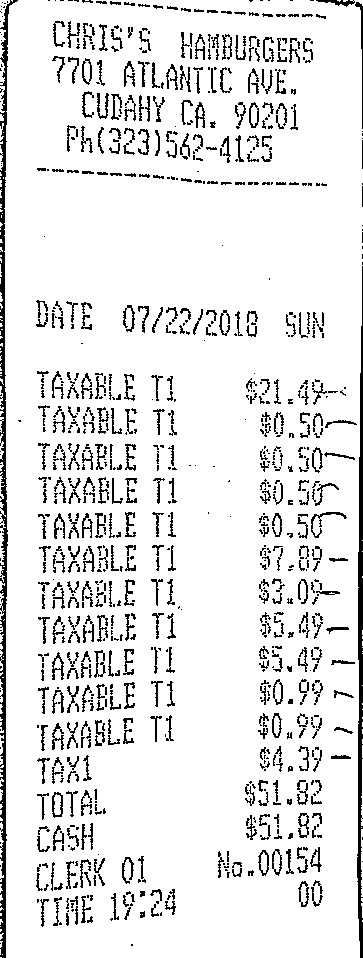 CHRIS'S HAMBURGERS
7701 ATLANTIC AVE.
CUDAHY CA. 90201
Ph(323)562-4125
DATE 07/22/2018 SUN
TAXABLE T1 $21.49
TAXABLE T1 $0.50
TAXABLE T1 $0.50
TAXABLE T1 $0.50
TAXABLE T1 $0.50
TAXABLE T1 $7.89
TAXABLE T1 $3.09
TAXABLE T1 $5.49
TAXABLE T1 $5.49
TAXABLE T1 $0.99
TAXABLE T1 $0.99
TAX1 $4.39
TOTAL $51.82
CASH $51.82
CLERK 01 No.00154
TIME 19:24 00